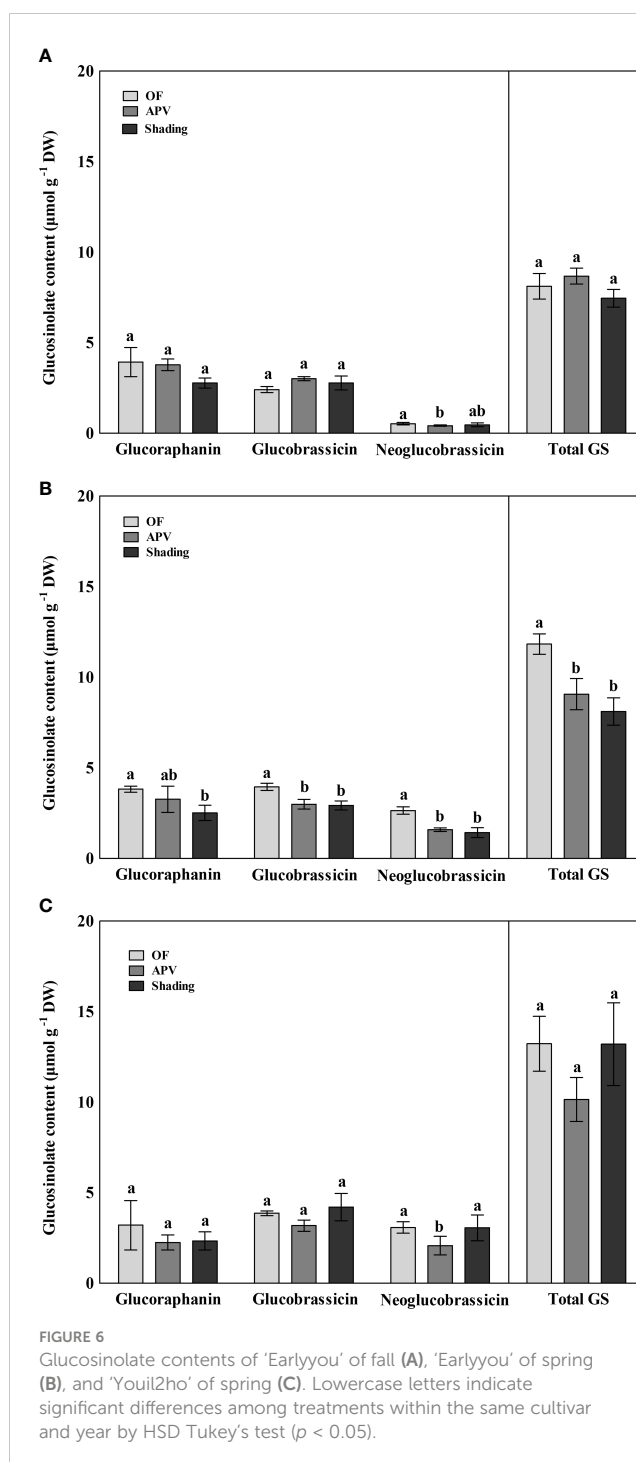 A
20
15
10
5
0
Glucosinolate content (μmol g⁻¹ DW)
OF
APV
Shading
a a a
a a a
a b ab
a a a
Glucoraphanin Glucobrassicin Neoglucobrassicin Total GS
B
20
15
10
5
0
Glucosinolate content (μmol g⁻¹ DW)
OF
APV
Shading
a ab b
a b b
a b b
a b b
Glucoraphanin Glucobrassicin Neoglucobrassicin Total GS
C
20
15
10
5
0
Glucosinolate content (μmol g⁻¹ DW)
OF
APV
Shading
a a a
a a a
a b a
a a a
Glucoraphanin Glucobrassicin Neoglucobrassicin Total GS
FIGURE 6
Glucosinolate contents of ‘Earlyyou’ of fall (A), ‘Earlyyou’ of spring
(B), and ‘Youil2ho’ of spring (C). Lowercase letters indicate
significant differences among treatments within the same cultivar
and year by HSD Tukey’s test (p < 0.05).